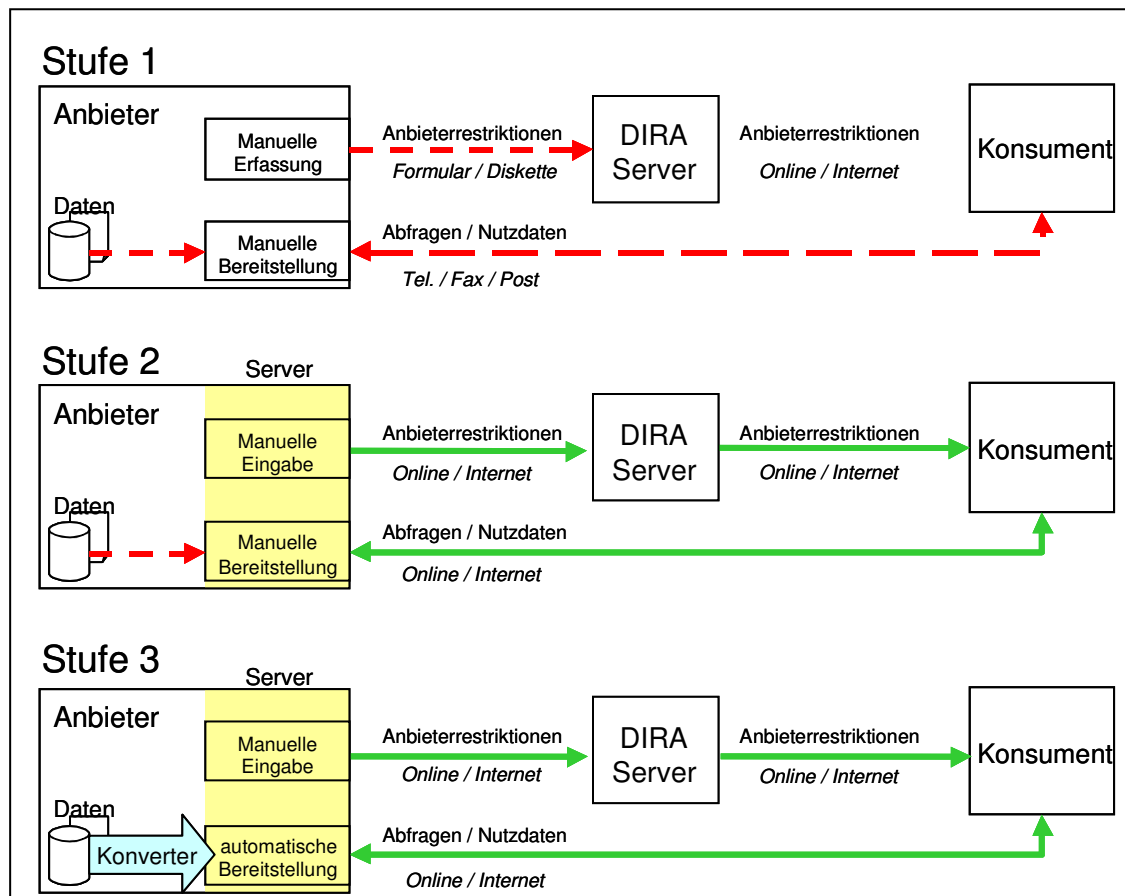 Stufe 1
Anbieter
Manuelle
Erfassung
Anbieterrestriktionen
Formular / Diskette
DIRA
Server
Anbieterrestriktionen
Online / Internet
Konsument
Daten
Manuelle
Bereitstellung
Abfragen / Nutzdaten
Tel. / Fax / Post
Stufe 2
Server
Anbieter
Manuelle
Eingabe
Anbieterrestriktionen
Online / Internet
DIRA
Server
Anbieterrestriktionen
Online / Internet
Konsument
Daten
Manuelle
Bereitstellung
Abfragen / Nutzdaten
Online / Internet
Stufe 3
Server
Anbieter
Manuelle
Eingabe
Anbieterrestriktionen
Online / Internet
DIRA
Server
Anbieterrestriktionen
Online / Internet
Konsument
Daten
Konverter
automatische
Bereitstellung
Abfragen / Nutzdaten
Online / Internet